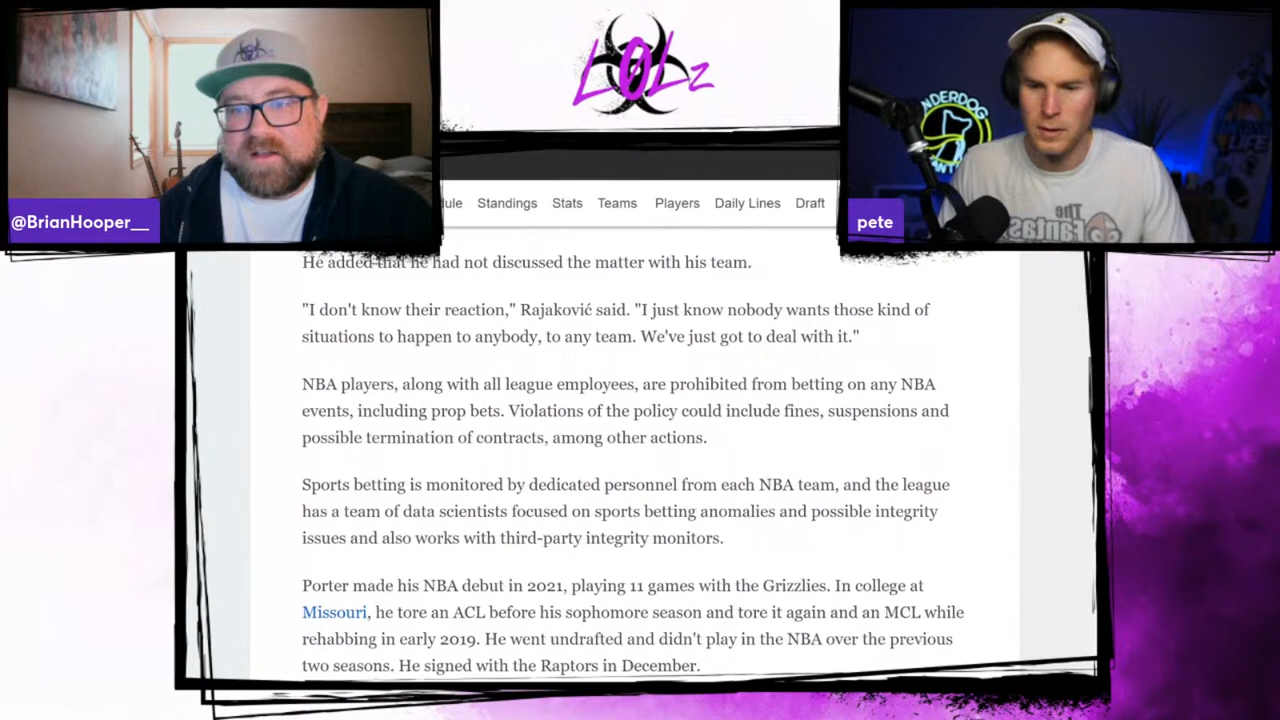 LOLz
NDERDOG
ANT
LIFE
The
Fantas
@BrianHooper__
pete
dule Standings Stats Teams Players Daily Lines Draft
He added that he had not discussed the matter with his team.
"I don't know their reaction," Rajaković said. "I just know nobody wants those kind of
situations to happen to anybody, to any team. We've just got to deal with it."
NBA players, along with all league employees, are prohibited from betting on any NBA
events, including prop bets. Violations of the policy could include fines, suspensions and
possible termination of contracts, among other actions.
Sports betting is monitored by dedicated personnel from each NBA team, and the league
has a team of data scientists focused on sports betting anomalies and possible integrity
issues and also works with third-party integrity monitors.
Porter made his NBA debut in 2021, playing 11 games with the Grizzlies. In college at
Missouri, he tore an ACL before his sophomore season and tore it again and an MCL while
rehabbing in early 2019. He went undrafted and didn't play in the NBA over the previous
two seasons. He signed with the Raptors in December.